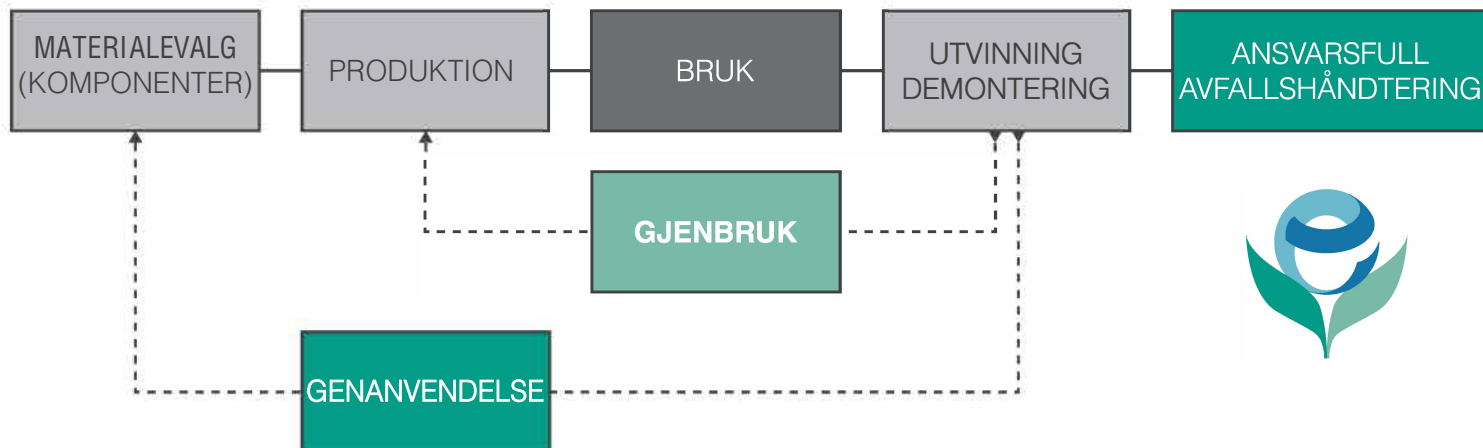 MATERIALEVALG
(KOMPONENTER)
PRODUKTION
BRUK
UTVINNING
DEMONTERING
ANSVARSFULL
AVFALLSHÅNDTERING
GJENBRUK
GENANVENDELSE